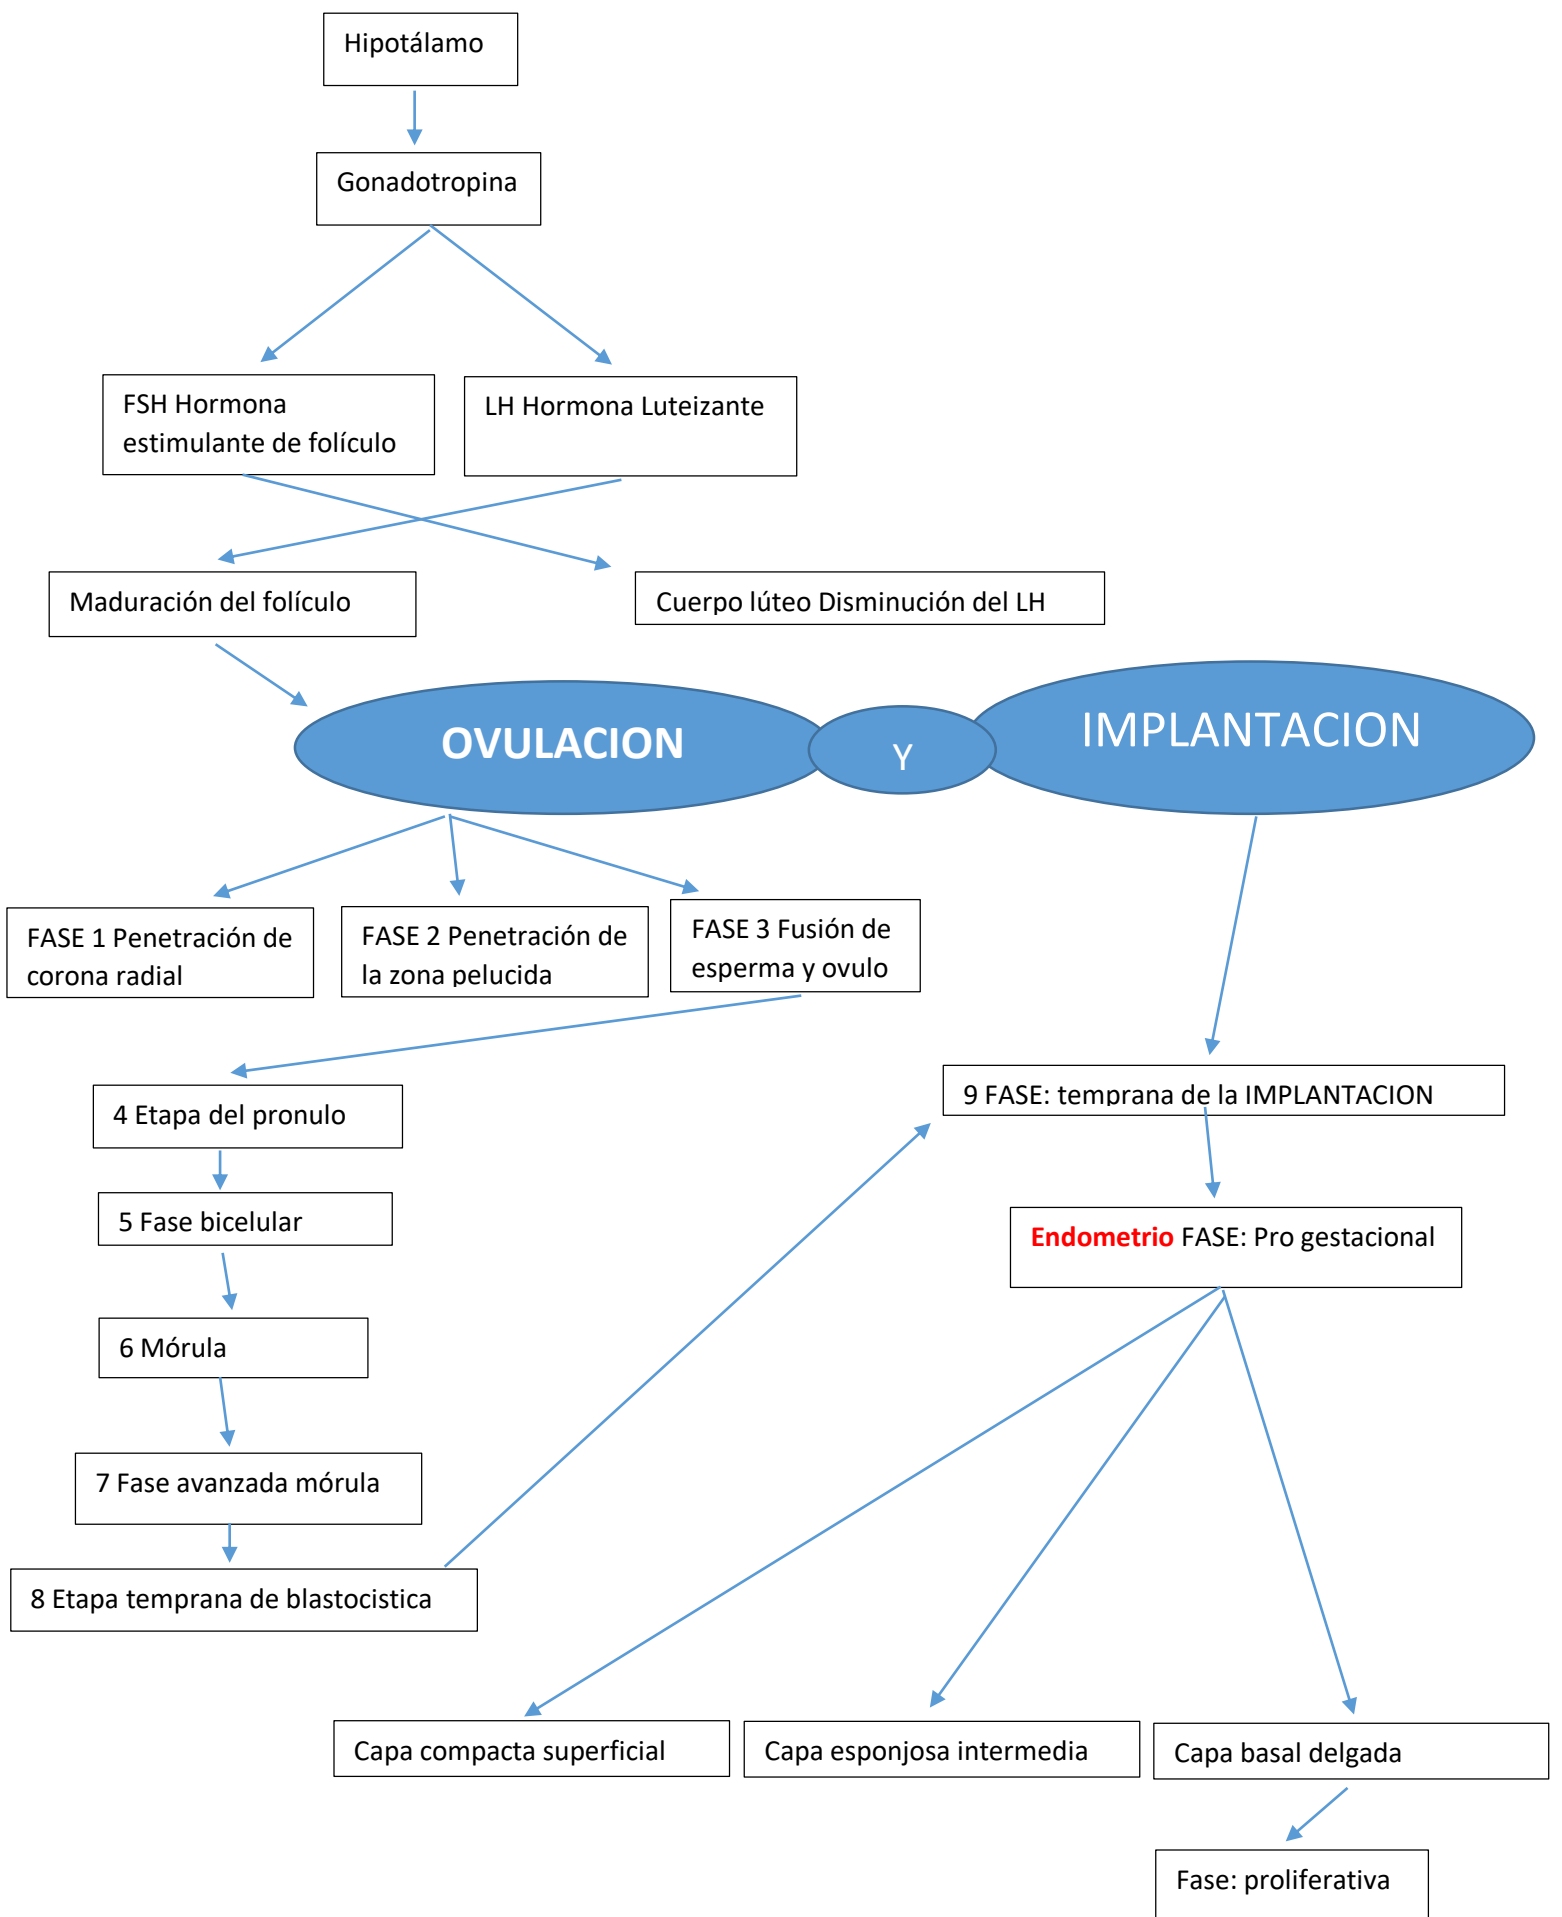 Hipotálamo
Gonadotropina
FSH Hormona
estimulante de folículo
LH Hormona Luteizante
Maduración del folículo
Cuerpo lúteo Disminución del LH
OVULACION
Y
IMPLANTACION
FASE 1 Penetración de
corona radial
FASE 2 Penetración de
la zona pelucida
FASE 3 Fusión de
esperma y ovulo
4 Etapa del pronulo
5 Fase bicelular
6 Mórula
7 Fase avanzada mórula
8 Etapa temprana de blastocistica
9 FASE: temprana de la IMPLANTACION
Endometrio FASE: Pro gestacional
Capa compacta superficial
Capa esponjosa intermedia
Capa basal delgada
Fase: proliferativa